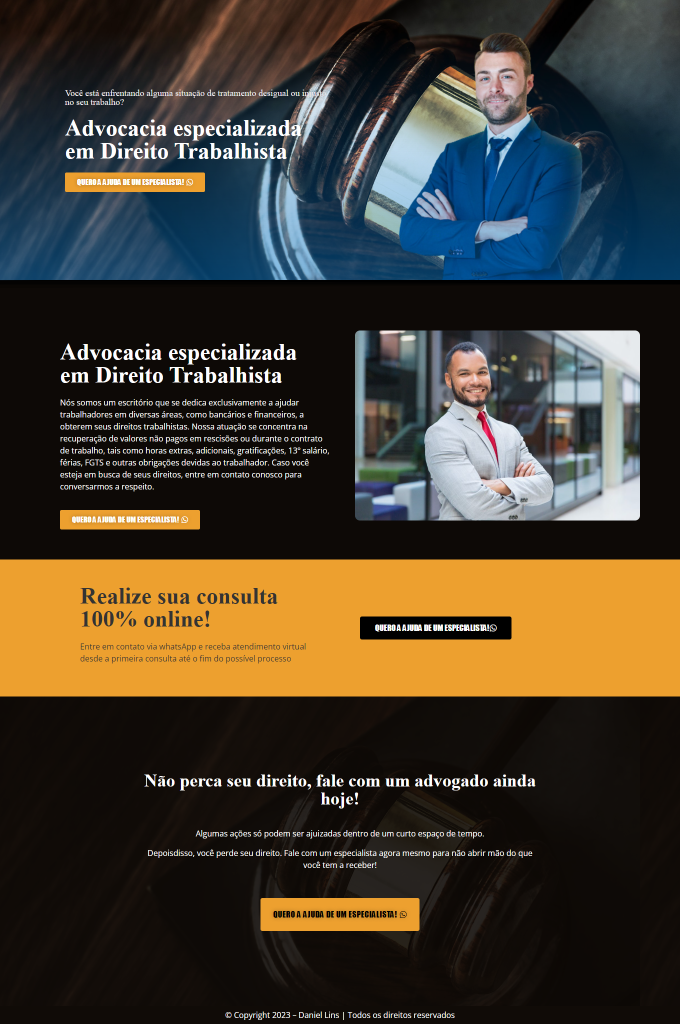 Você está enfrentando alguma situação de tratamento desigual ou
no seu trabalho?
Advocacia especializada
em Direito Trabalhista
QUERO A AJUDA DE UM ESPECIALISTA!
Advocacia especializada
em Direito Trabalhista
Nós somos um escritório que se dedica exclusivamente a ajudar
trabalhadores em diversas áreas, como bancários e financeiros, a
obterem seus direitos trabalhistas. Nossa atuação se concentra na
recuperação de valores não pagos em rescisões ou durante o contrato
de trabalho, tais como horas extras, adicionais, gratificações, 13º salário,
férias, FGTS e outras obrigações devidas ao trabalhador. Caso você
esteja em busca de seus direitos, entre em contato conosco para
conversarmos a respeito.
QUERO A AJUDA DE UM ESPECIALISTA!
Realize sua consulta
100% online!
QUERO A AJUDA DE UM ESPECIALISTA!
Entre em contato via whatsApp e receba atendimento virtual
desde a primeira consulta até o fim do possível processo
Não perca seu direito, fale com um advogado ainda
hoje!
Algumas ações só podem ser ajuizadas dentro de um curto espaço de tempo.
Depoisdisso, você perde seu direito. Fale com um especialista agora mesmo para não abrir mão do que
você tem a receber!
QUERO A AJUDA DE UM ESPECIALISTA!
© Copyright 2023 – Daniel Lins | Todos os direitos reservados